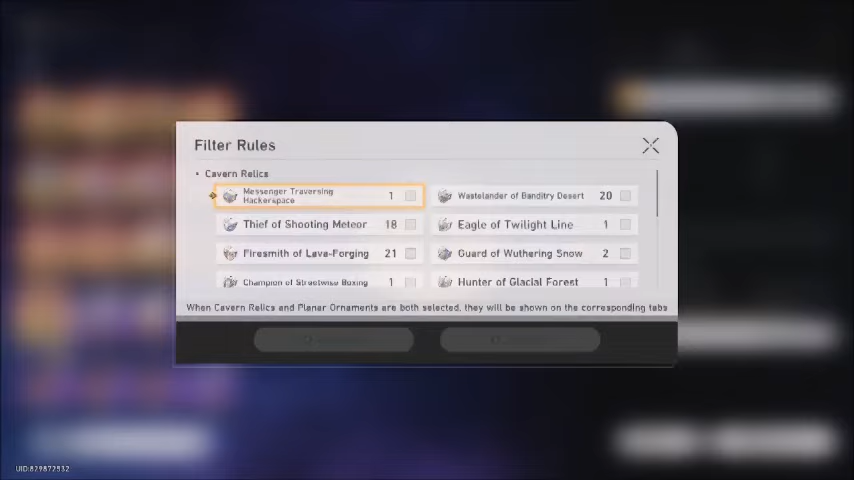 Filter Rules
Cavern Relics
Messenger Traversing
Hackerspace 1
Wastelander of Banditry Desert 20
Thief of Shooting Meteor 18
Eagle of Twilight Line 1
Firesmith of Lava-Forging 21
Guard of Wuthering Snow 2
Champion of Streetwise Boxing 1
Hunter of Glacial Forest 1
When Cavern Relics and Planar Ornaments are both selected, they will be shown on the corresponding tabs
UID:829872532